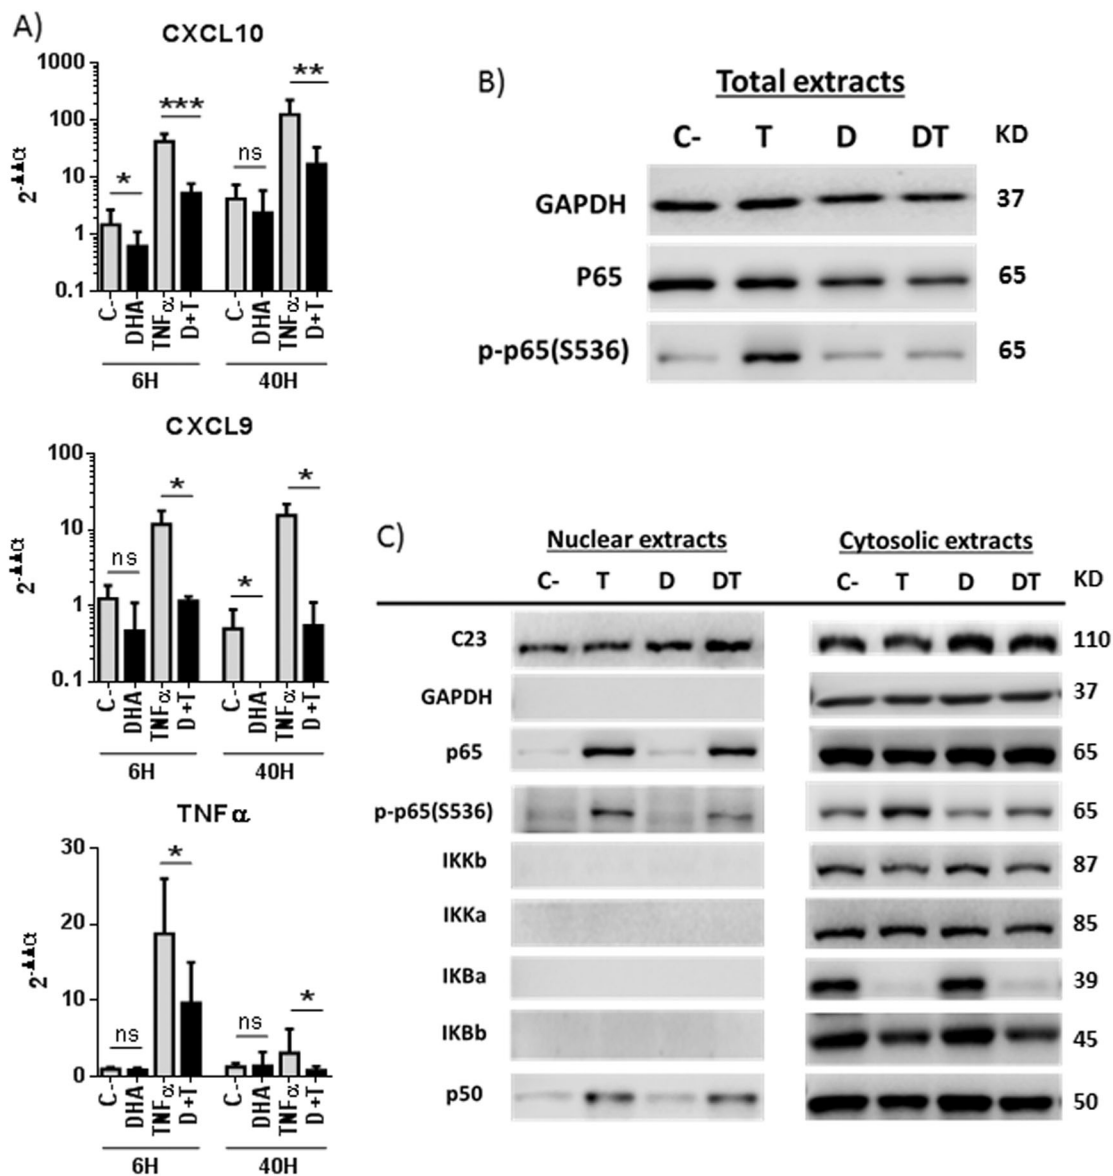 A)
CXCL10
1000
100
10
1
0.1
2-ΔΔCt
*
***
ns
**
C- DHA TNFα D+T C- DHA TNFα D+T
6H 40H
CXCL9
100
10
1
0.1
2-ΔΔCt
ns
*
*
*
C- DHA TNFα D+T C- DHA TNFα D+T
6H 40H
TNFα
30
20
10
0
2-ΔΔCt
ns
*
ns
*
C- DHA TNFα D+T C- DHA TNFα D+T
6H 40H
B)
Total extracts
C- T D DT KD
GAPDH 37
P65 65
p-p65(S536) 65
C)
Nuclear extracts Cytosolic extracts
C- T D DT C- T D DT KD
C23 110
GAPDH 37
p65 65
p-p65(S536) 65
IKKb 87
IKKa 85
IKBa 39
IKBb 45
p50 50